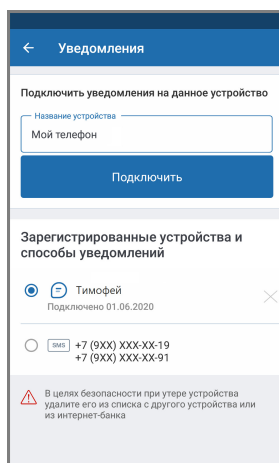 Уведомления
Подключить уведомления на данное устройство
Название устройства
Мой телефон
Подключить
Зарегистрированные устройства и
способы уведомлений
Тимофей
Подключено 01.06.2020
SMS +7 (9XX) XXX-XX-19
+7 (9XX) XXX-XX-91
В целях безопасности при утере устройства
удалите его из списка с другого устройства или
из интернет-банка